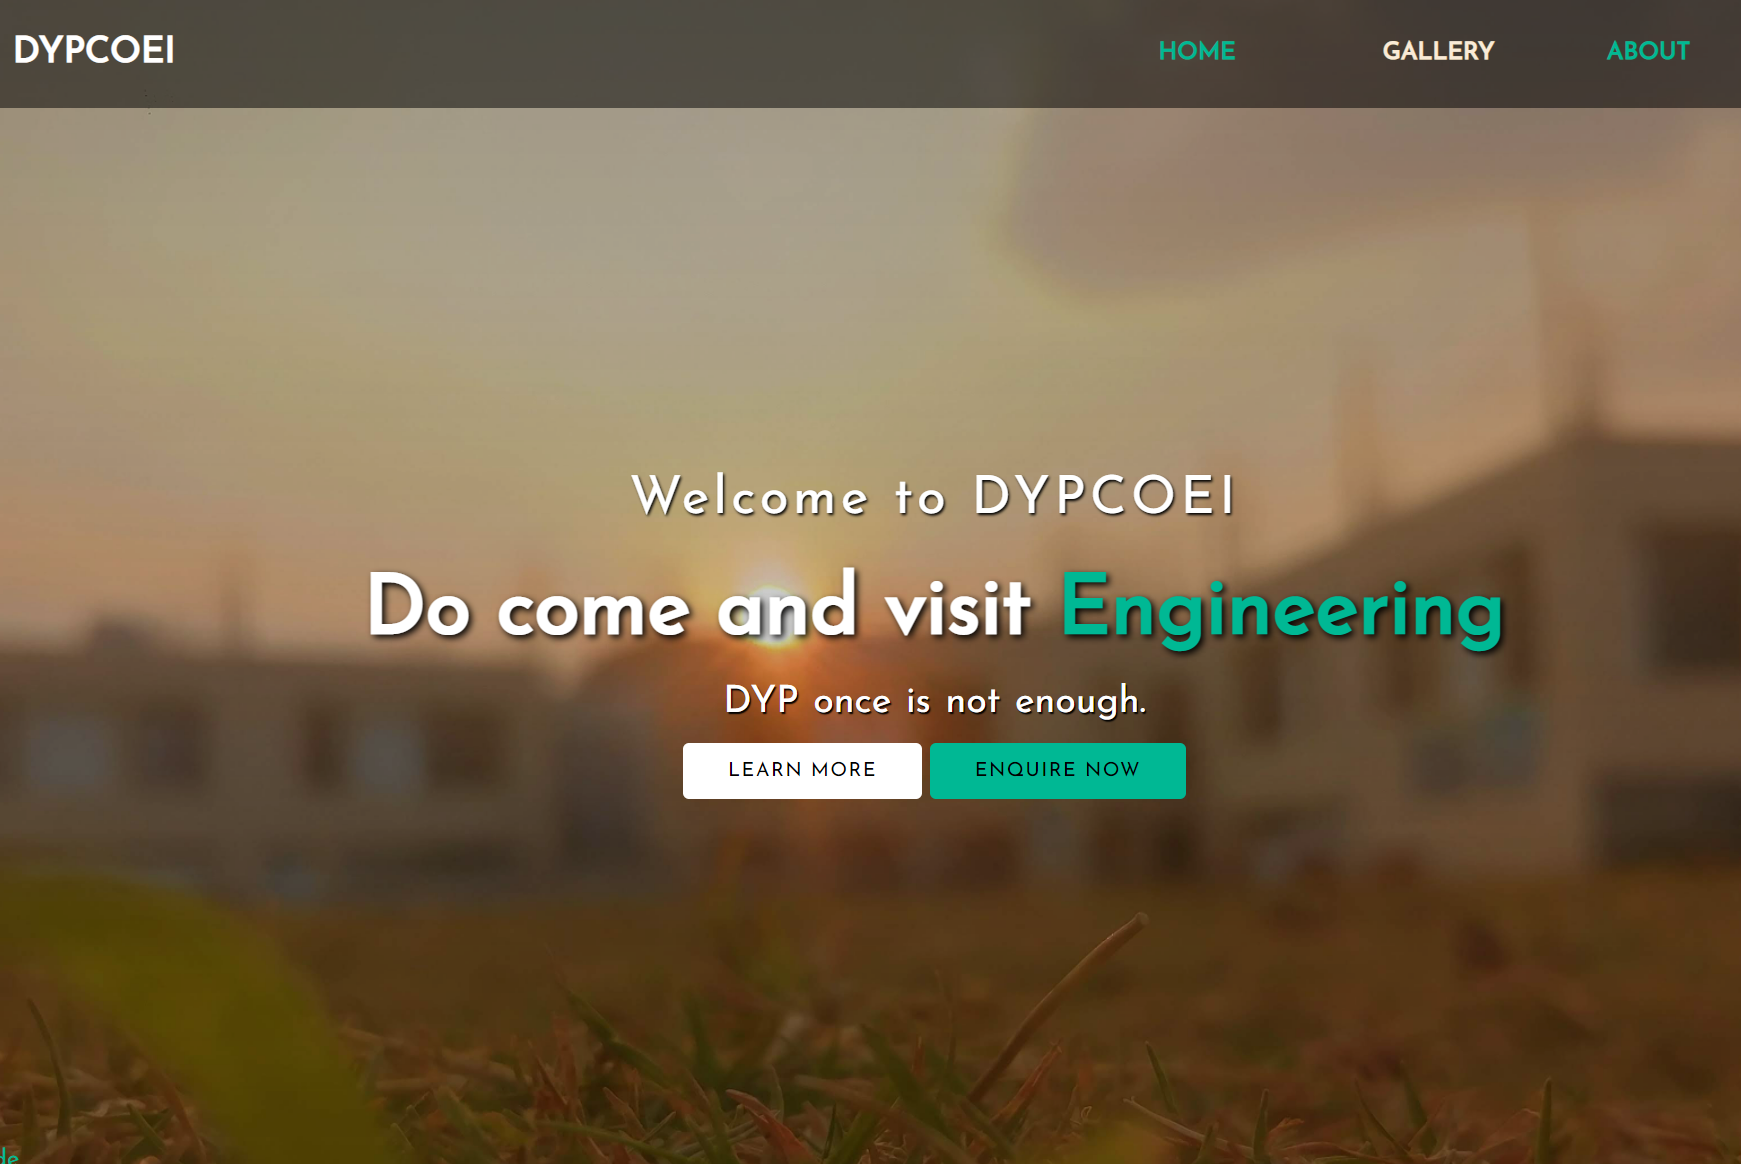 DYPCOEI
HOME GALLERY ABOUT
Welcome to DYPCOEI
Do come and visit Engineering
DYP once is not enough.
LEARN MORE ENQUIRE NOW